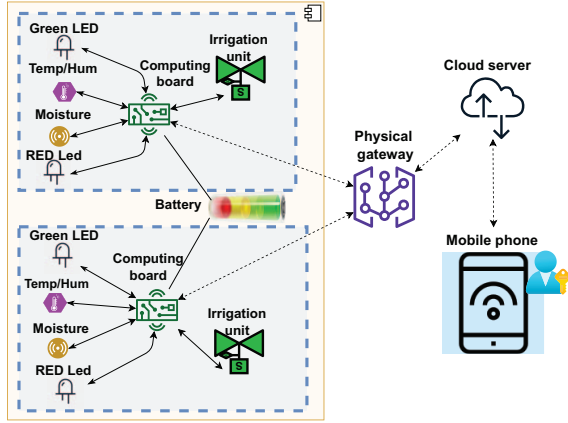 Green LED
Temp/Hum
Moisture
RED Led
Computing
board
Irrigation
unit
S
Battery
Green LED
Temp/Hum
Moisture
RED Led
Computing
board
Irrigation
unit
S
Physical
gateway
Cloud server
Mobile phone